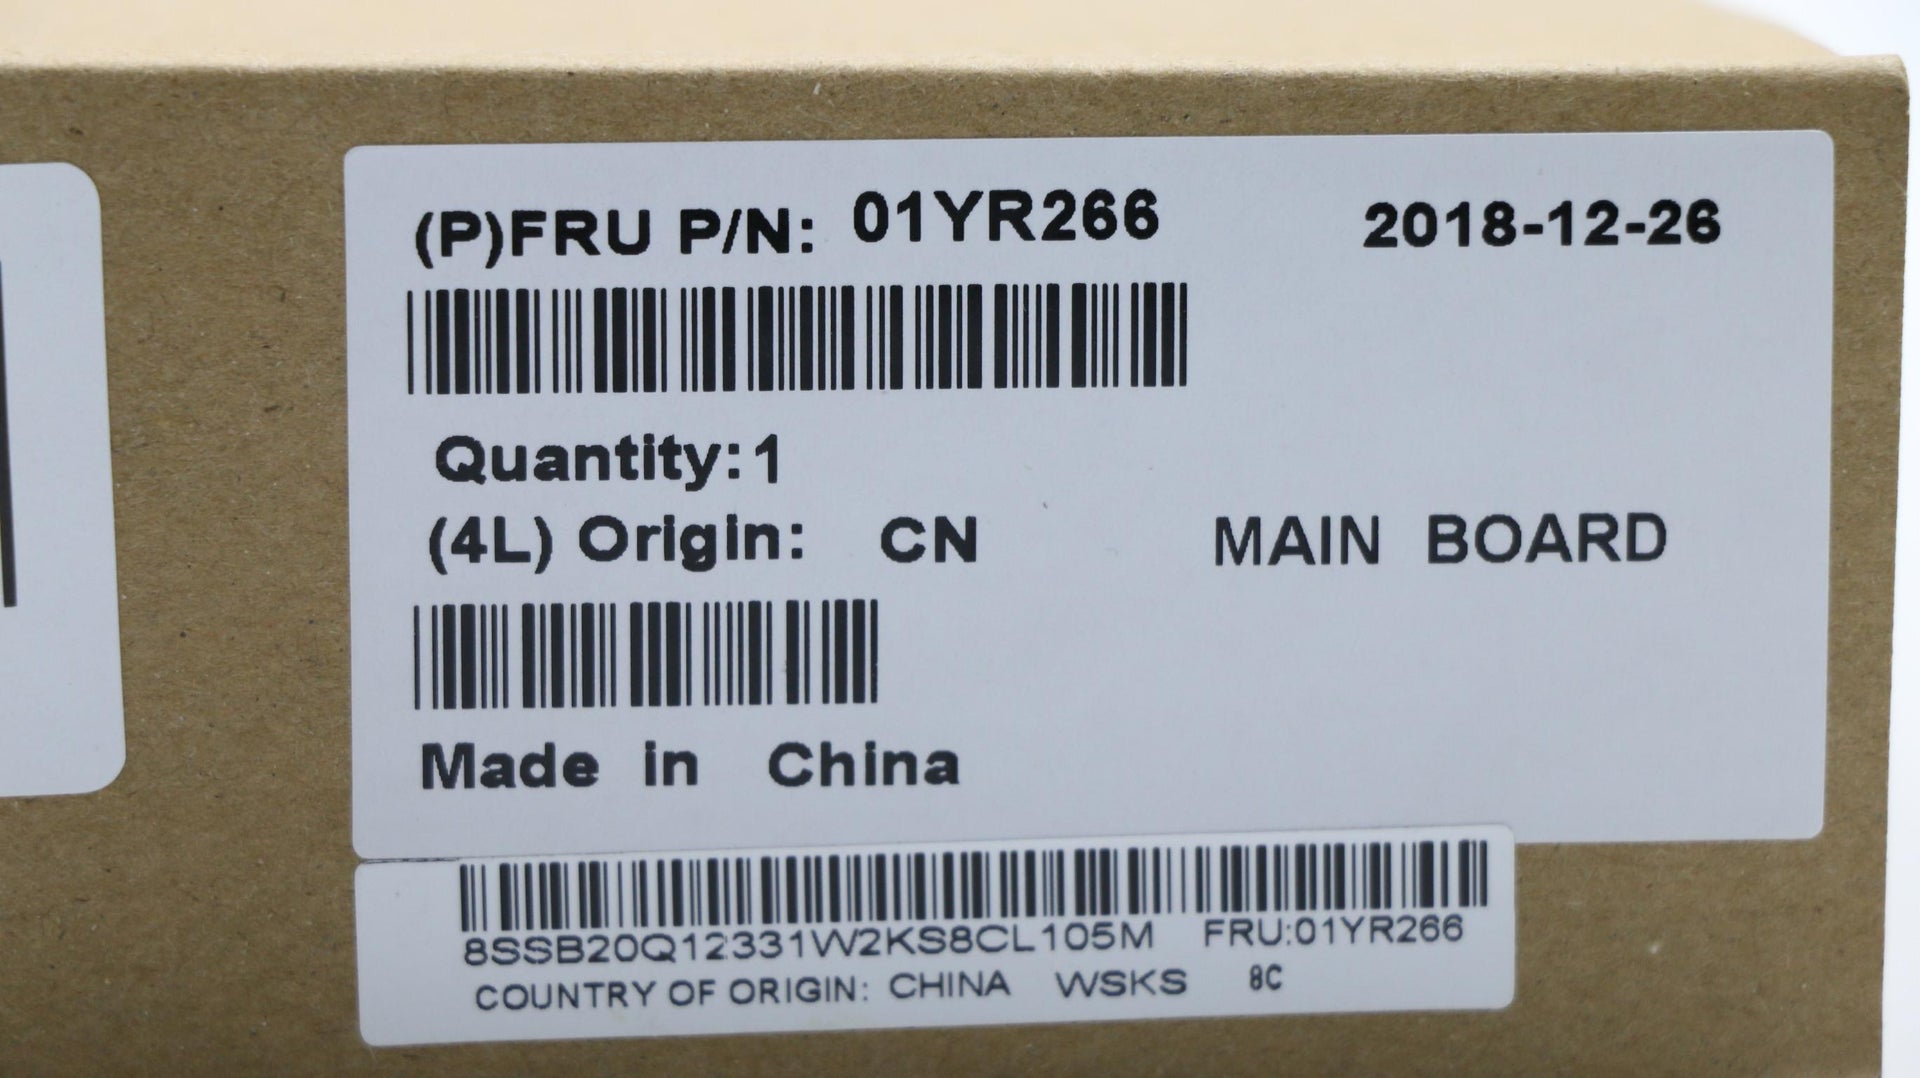 (P)FRU P/N: 01YR266 2018-12-26
Quantity:1
(4L) Origin: CN MAIN BOARD
Made in China
8SSB20Q12331W2KS8CL105M FRU:01YR266
COUNTRY OF ORIGIN: CHINA WSKS 8C